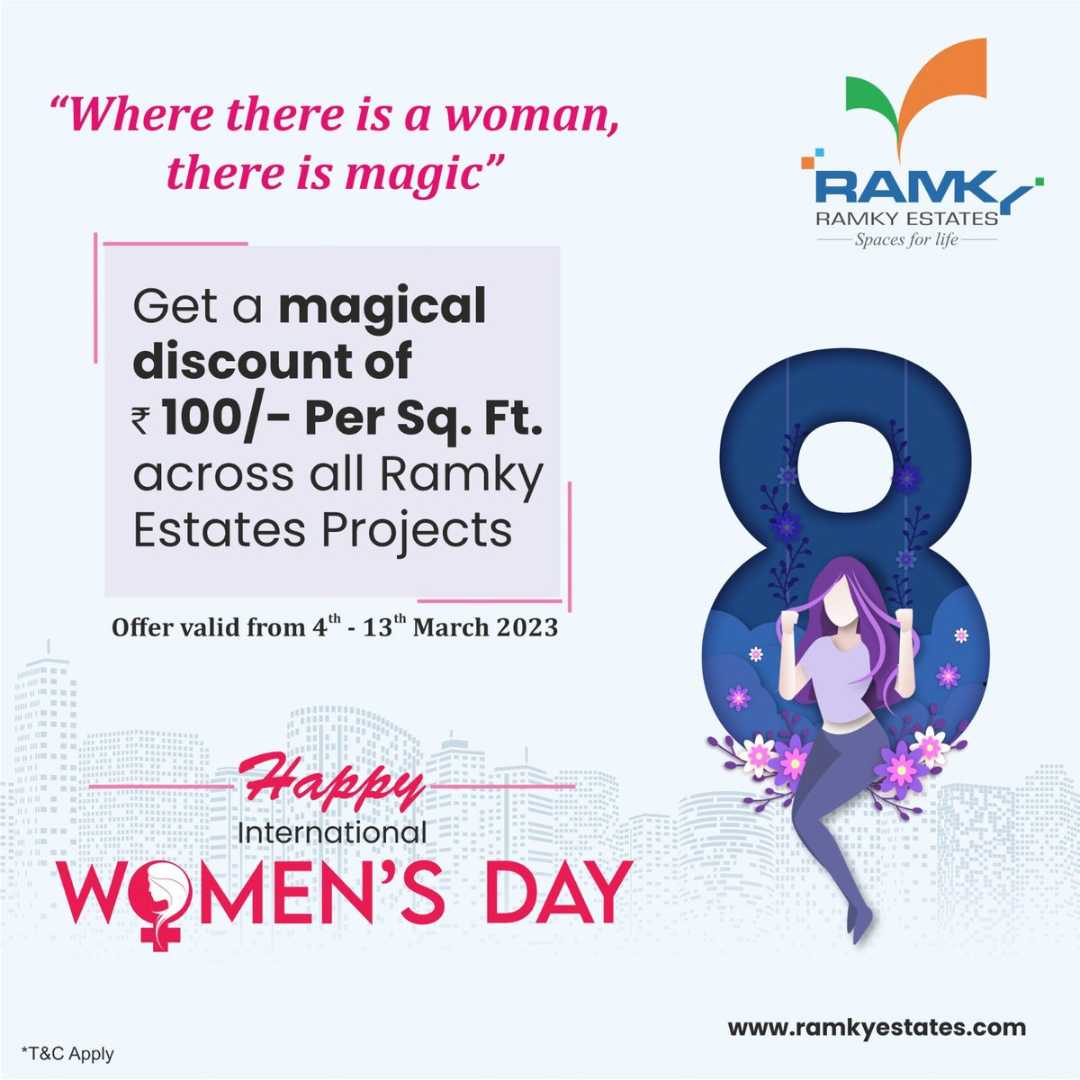 “Where there is a woman,
there is magic”
RAMKY
RAMKY ESTATES
Spaces for life
Get a magical
discount of
₹ 100/- Per Sq. Ft.
across all Ramky
Estates Projects
Offer valid from 4th - 13th March 2023
8
Happy
International
WOMEN’S DAY
www.ramkyestates.com
*T&C Apply